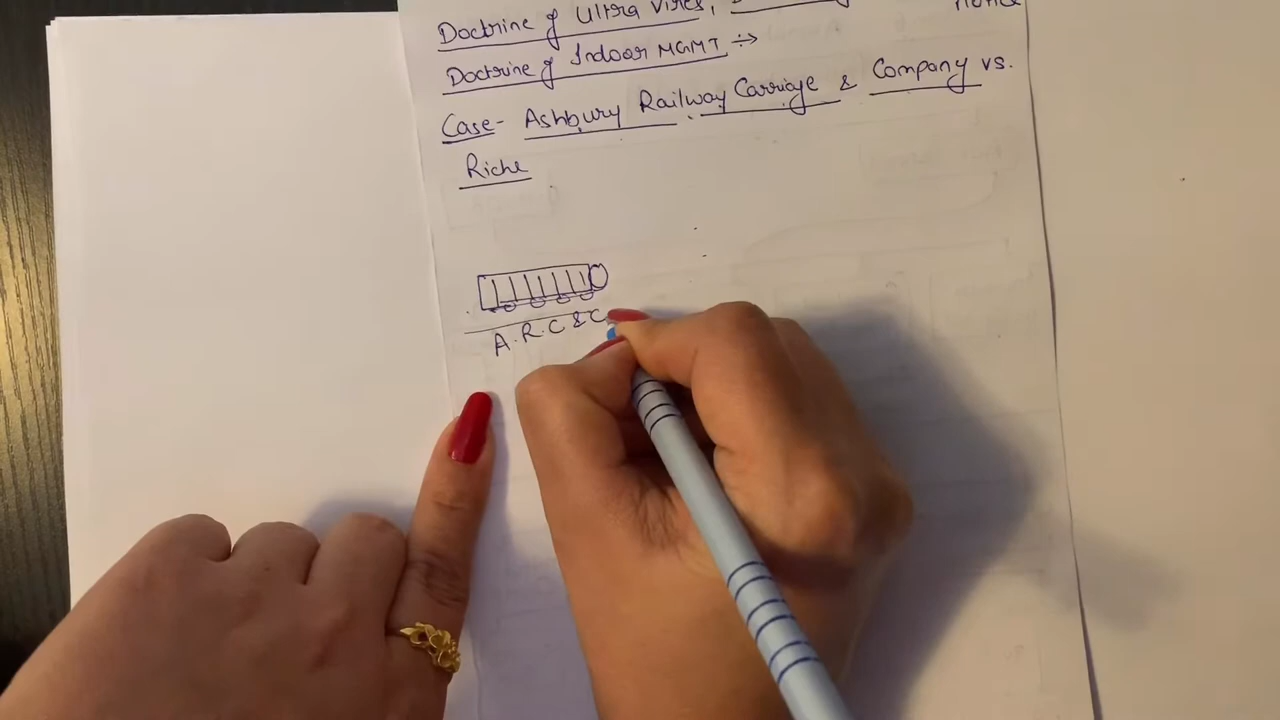 Doctrine of Ultra Vires,
Doctrine of Indoor MGMT ÷>
Case- Ashbury Railway Carriage & Company vs.
Riche
A.R.C & C